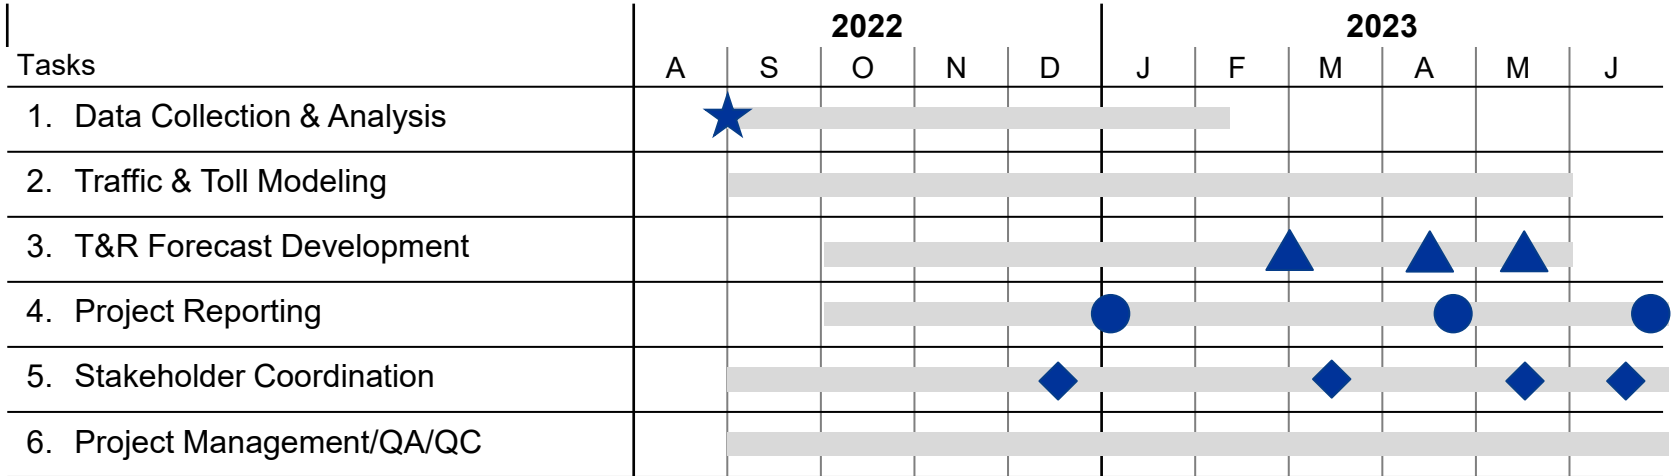 2022 2023
Tasks A S O N D J F M A M J
1. Data Collection & Analysis
2. Traffic & Toll Modeling
3. T&R Forecast Development
4. Project Reporting
5. Stakeholder Coordination
6. Project Management/QA/QC